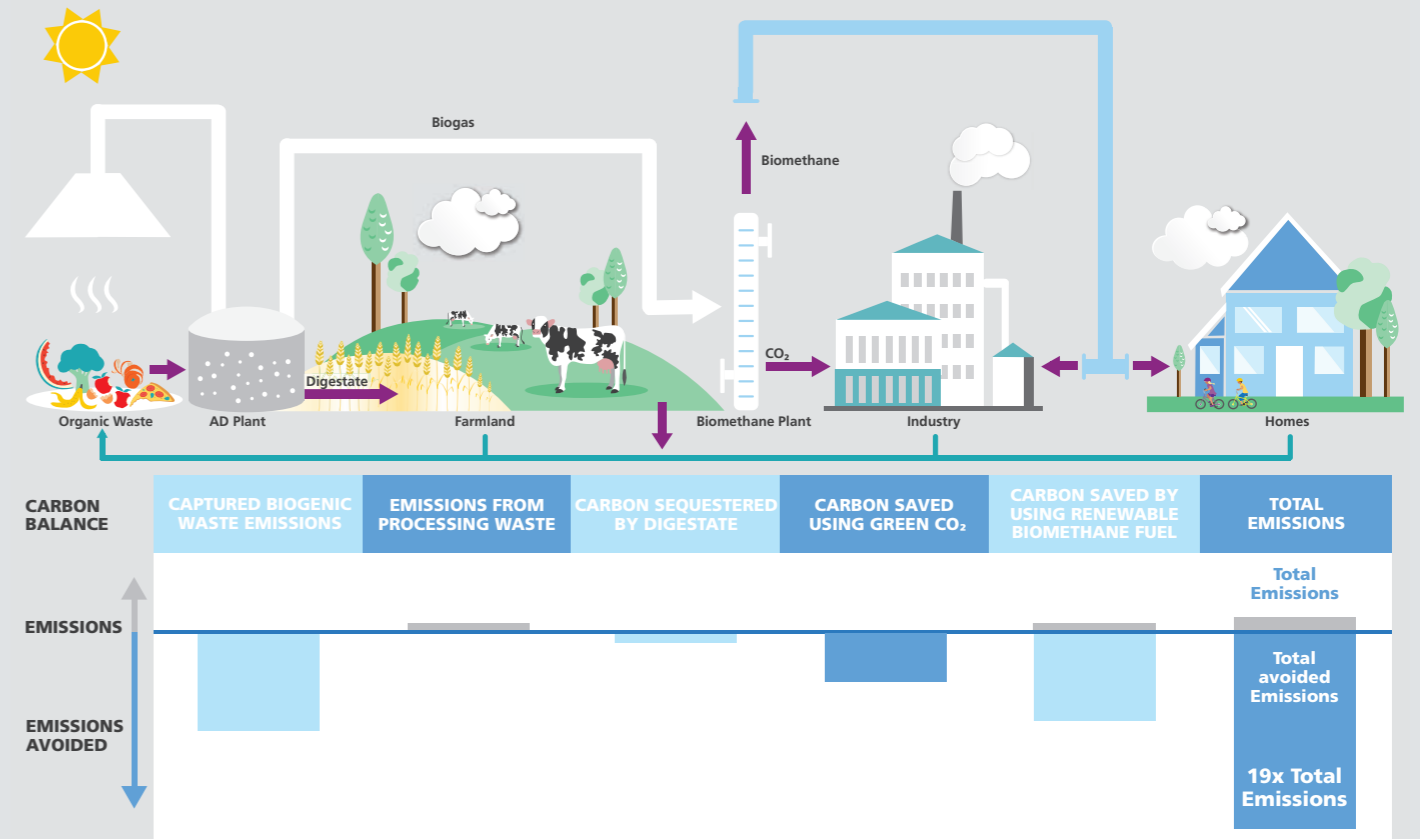 Biogas
Biomethane
CO₂
Digestate
Organic Waste
AD Plant
Farmland
Biomethane Plant
Industry
Homes
CARBON
BALANCE
CAPTURED BIOGENIC
WASTE EMISSIONS
EMISSIONS FROM
PROCESSING WASTE
CARBON SEQUESTERED
BY DIGESTATE
CARBON SAVED
USING GREEN CO₂
CARBON SAVED BY
USING RENEWABLE
BIOMETHANE FUEL
TOTAL
EMISSIONS
Total
Emissions
EMISSIONS
Total
avoided
Emissions
EMISSIONS
AVOIDED
19x Total
Emissions